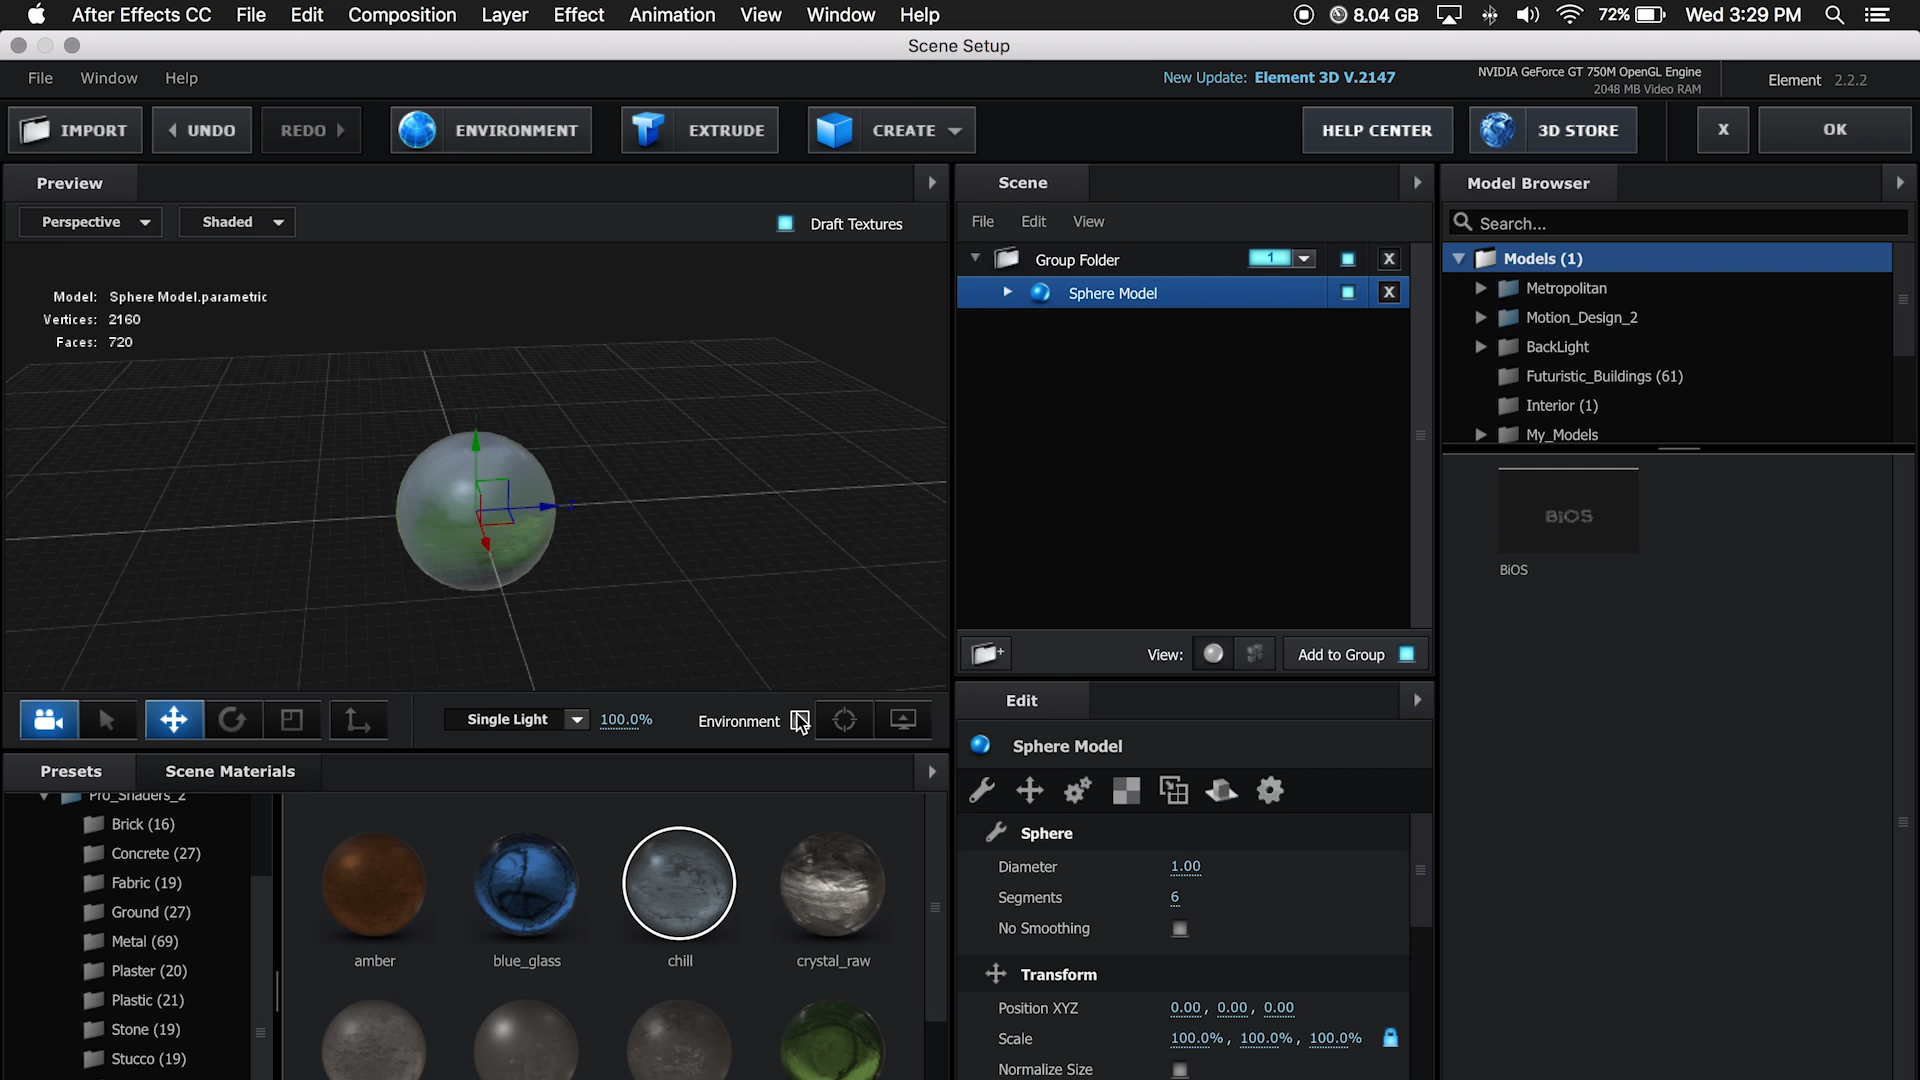 After Effects CC File Edit Composition Layer Effect Animation View Window Help 8.04 GB 72% Wed 3:29 PM
Scene Setup
File Window Help New Update: Element 3D V.2147 NVIDIA GeForce GT 750M OpenGL Engine
2048 MB Video RAM
Element 2.2.2
IMPORT UNDO REDO ENVIRONMENT EXTRUDE CREATE HELP CENTER 3D STORE X OK
Preview Scene Model Browser
Perspective Shaded Draft Textures File Edit View Search...
Group Folder 1 X Models (1)
Sphere Model X Metropolitan
Model: Sphere Model.parametric
Vertices: 2160
Faces: 720
Motion_Design_2
BackLight
Futuristic_Buildings (61)
Interior (1)
My_Models
BiOS
BiOS
View: Add to Group
Single Light 100.0% Environment
Edit
Sphere Model
Presets Scene Materials
Pro_Shaders_2
Brick (16)
Concrete (27)
Fabric (19)
Ground (27)
Metal (69)
Plaster (20)
Plastic (21)
Stone (19)
Stucco (19)
amber blue_glass chill crystal_raw
Sphere
Diameter 1.00
Segments 6
No Smoothing
Transform
Position XYZ 0.00, 0.00, 0.00
Scale 100.0%, 100.0%, 100.0%
Normalize Size